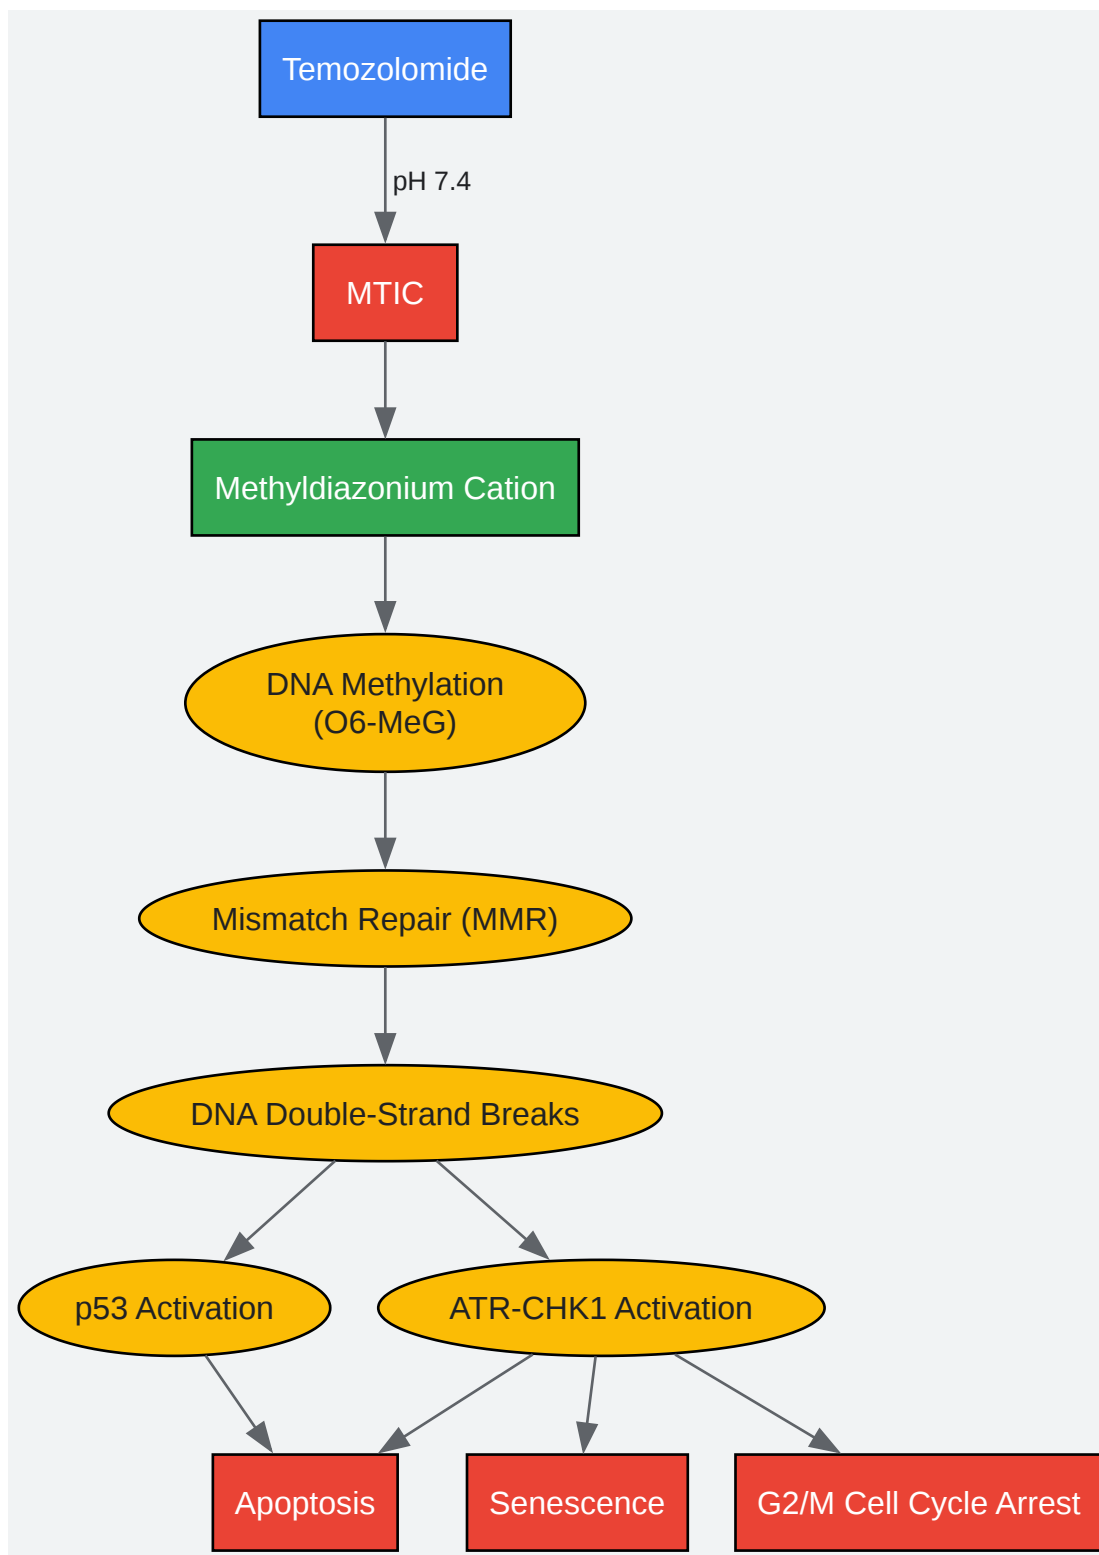 Temozolomide
pH 7.4
MTIC
Methyldiazonium Cation
DNA Methylation
(O6-MeG)
Mismatch Repair (MMR)
DNA Double-Strand Breaks
p53 Activation
ATR-CHK1 Activation
Apoptosis
Senescence
G2/M Cell Cycle Arrest